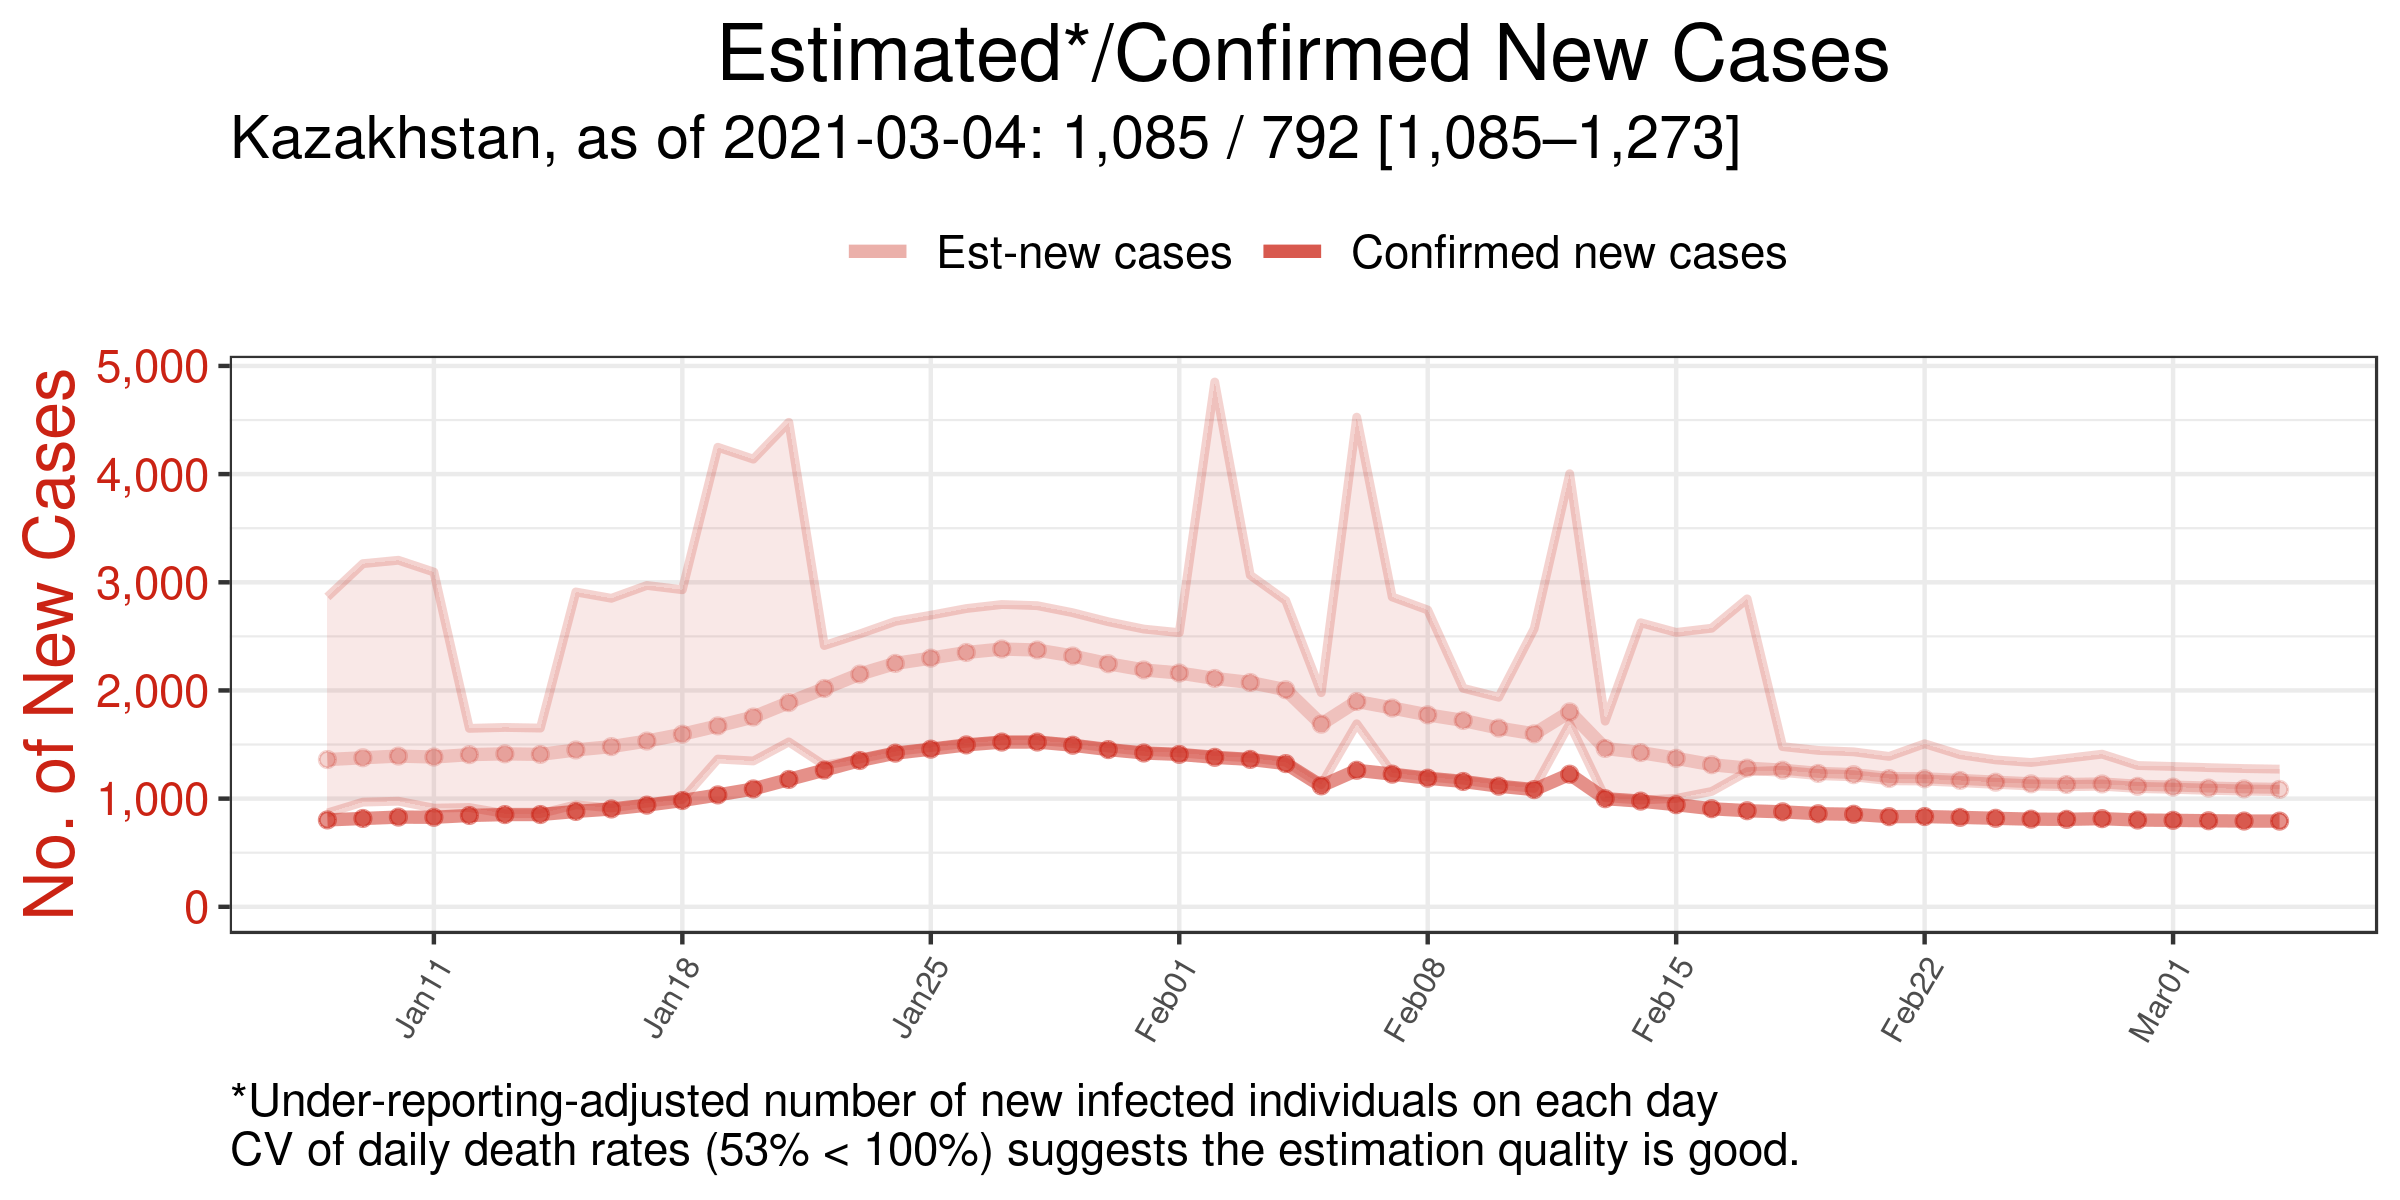 Estimated*/Confirmed New Cases
Kazakhstan, as of 2021-03-04: 1,085 / 792 [1,085–1,273]
Est-new cases
Confirmed new cases
No. of New Cases
5,000
4,000
3,000
2,000
1,000
0
Jan11
Jan18
Jan25
Feb01
Feb08
Feb15
Feb22
Mar01
*Under-reporting-adjusted number of new infected individuals on each day
CV of daily death rates (53% < 100%) suggests the estimation quality is good.